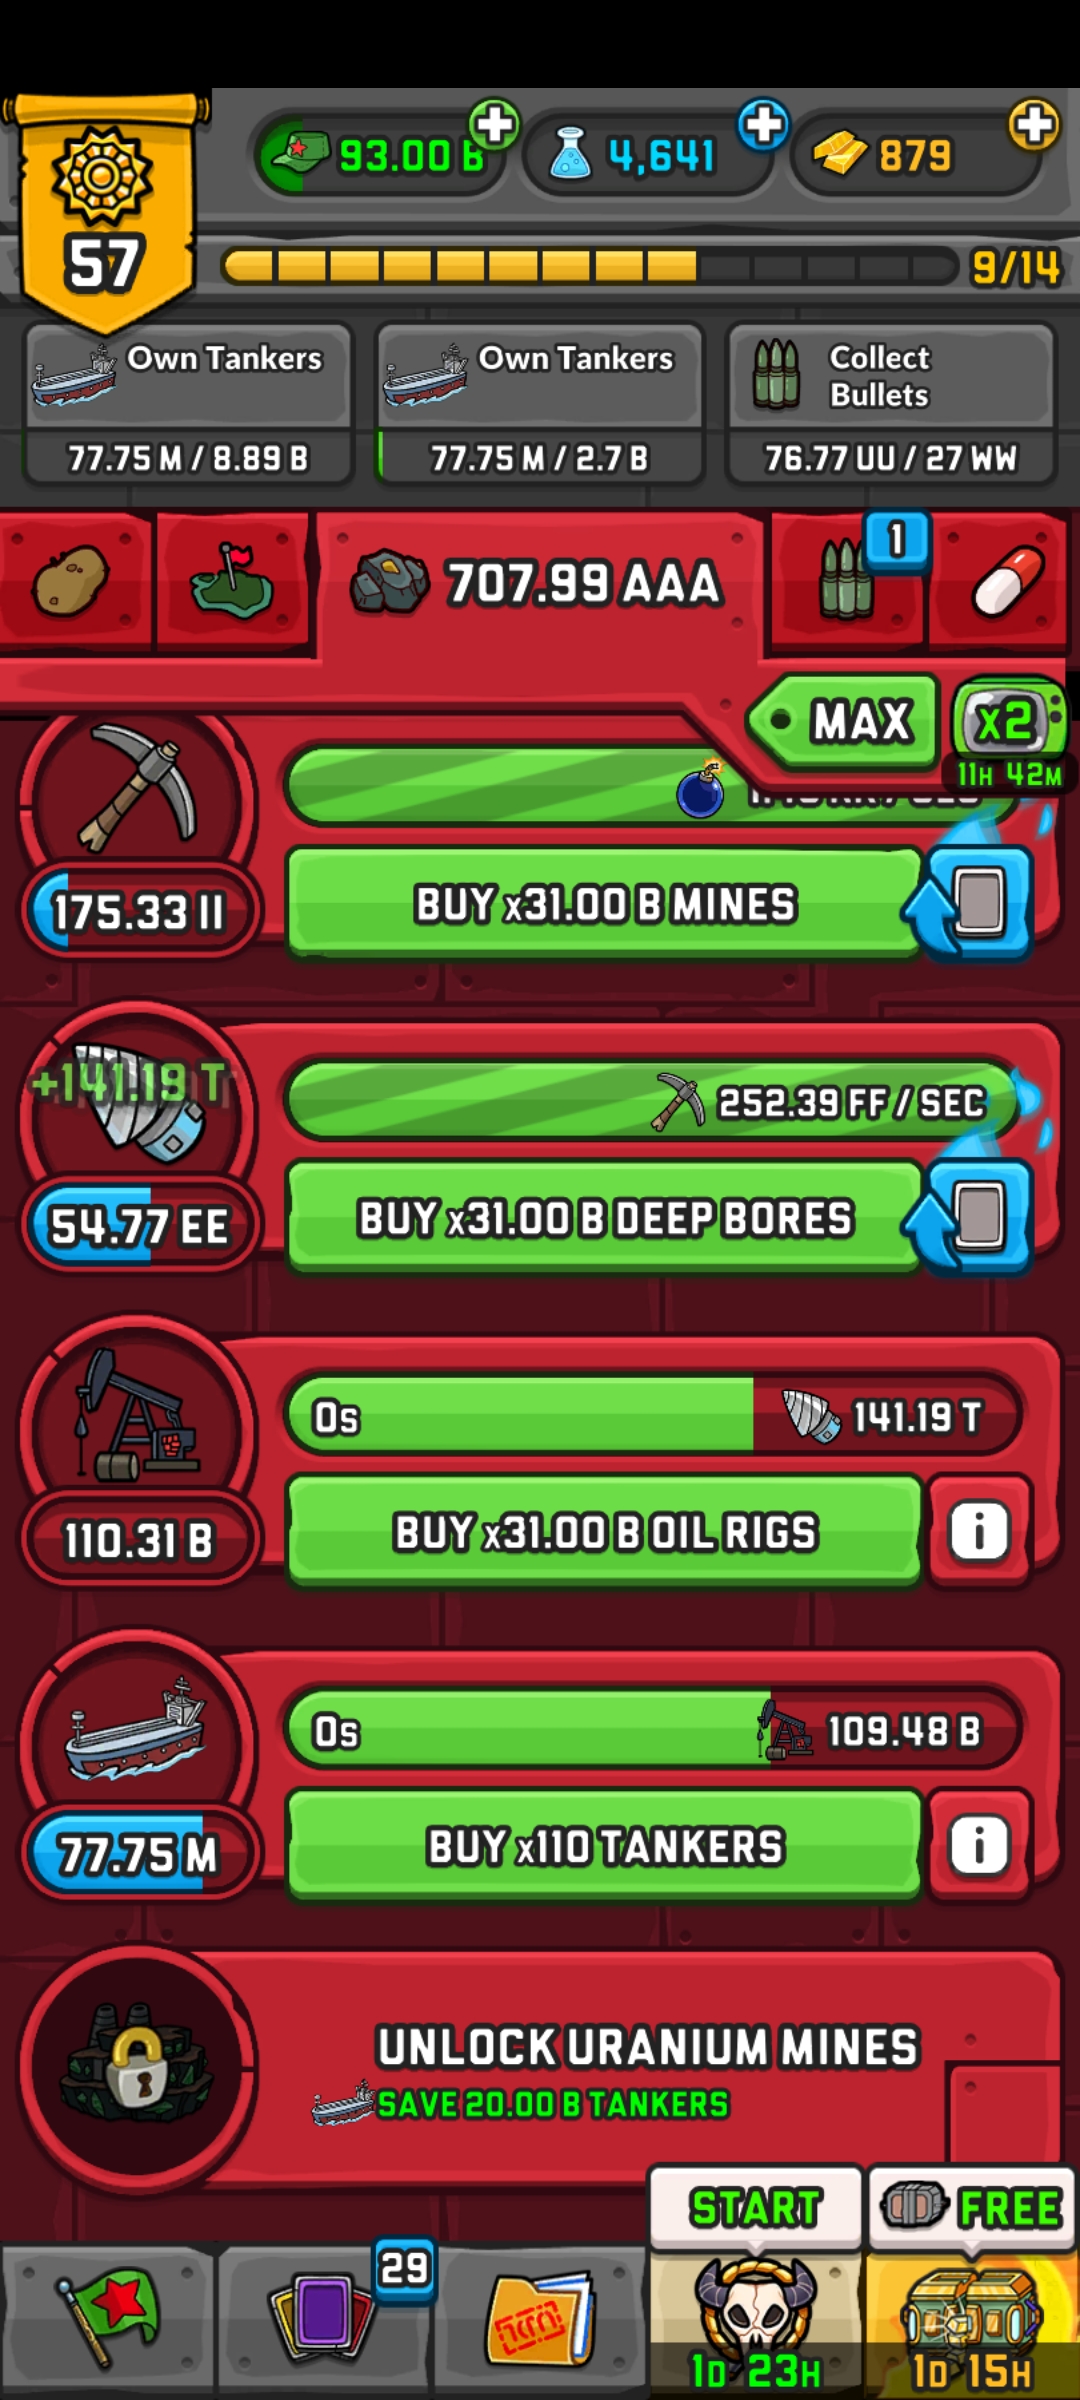 93.00 B
4,641
879
57
9/14
Own Tankers
77.75 M / 8.89 B
Own Tankers
77.75 M / 2.7 B
Collect
Bullets
76.77 UU / 27 WW
707.99 AAA
1
MAX
x2
11H 42M
175.33 II
BUY x31.00 B MINES
+141.19 T
252.39 FF / SEC
54.77 EE
BUY x31.00 B DEEP BORES
0s
141.19 T
110.31 B
BUY x31.00 B OIL RIGS
i
0s
109.48 B
77.75 M
BUY x110 TANKERS
i
UNLOCK URANIUM MINES
SAVE 20.00 B TANKERS
START
FREE
29
1D 23H
1D 15H